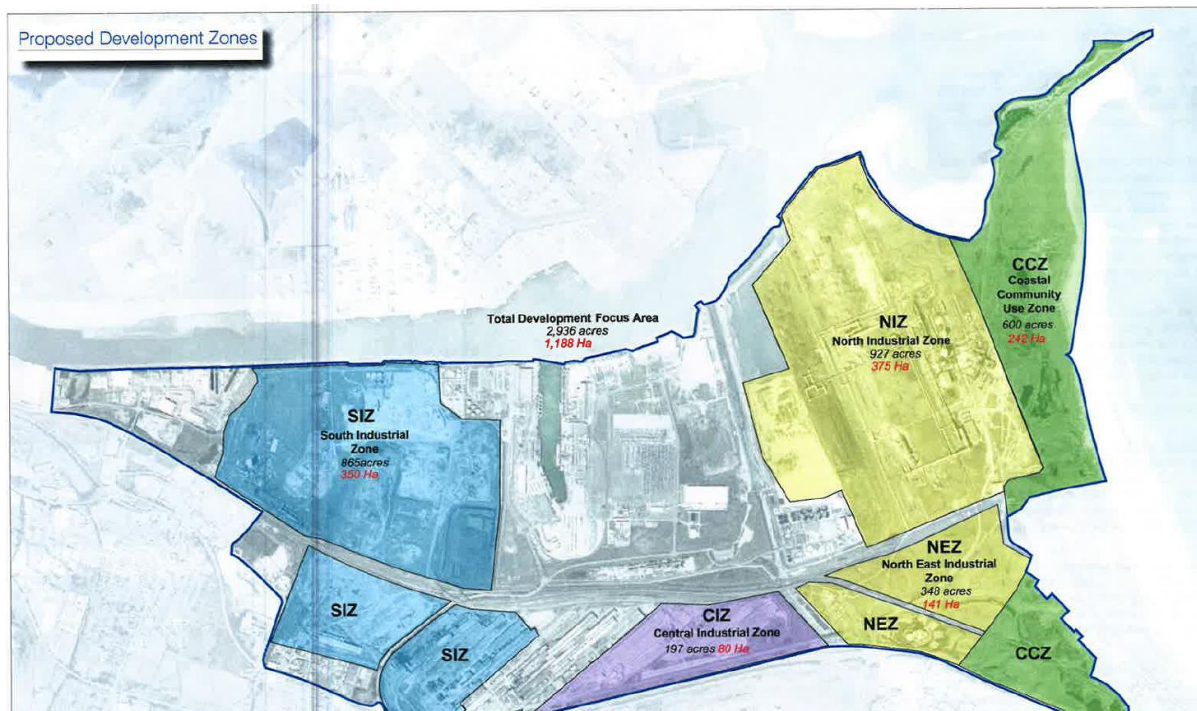 Proposed Development Zones
Total Development Focus Area
2,936 acres
1,188 Ha
CCZ
Coastal
Community
Use Zone
600 acres
242 Ha
NIZ
North Industrial Zone
927 acres
375 Ha
SIZ
South Industrial
Zone
865acres
350 Ha
NEZ
North East Industrial
Zone
348 acres
141 Ha
SIZ
SIZ
CIZ
Central Industrial Zone
197 acres 80 Ha
NEZ
CCZ